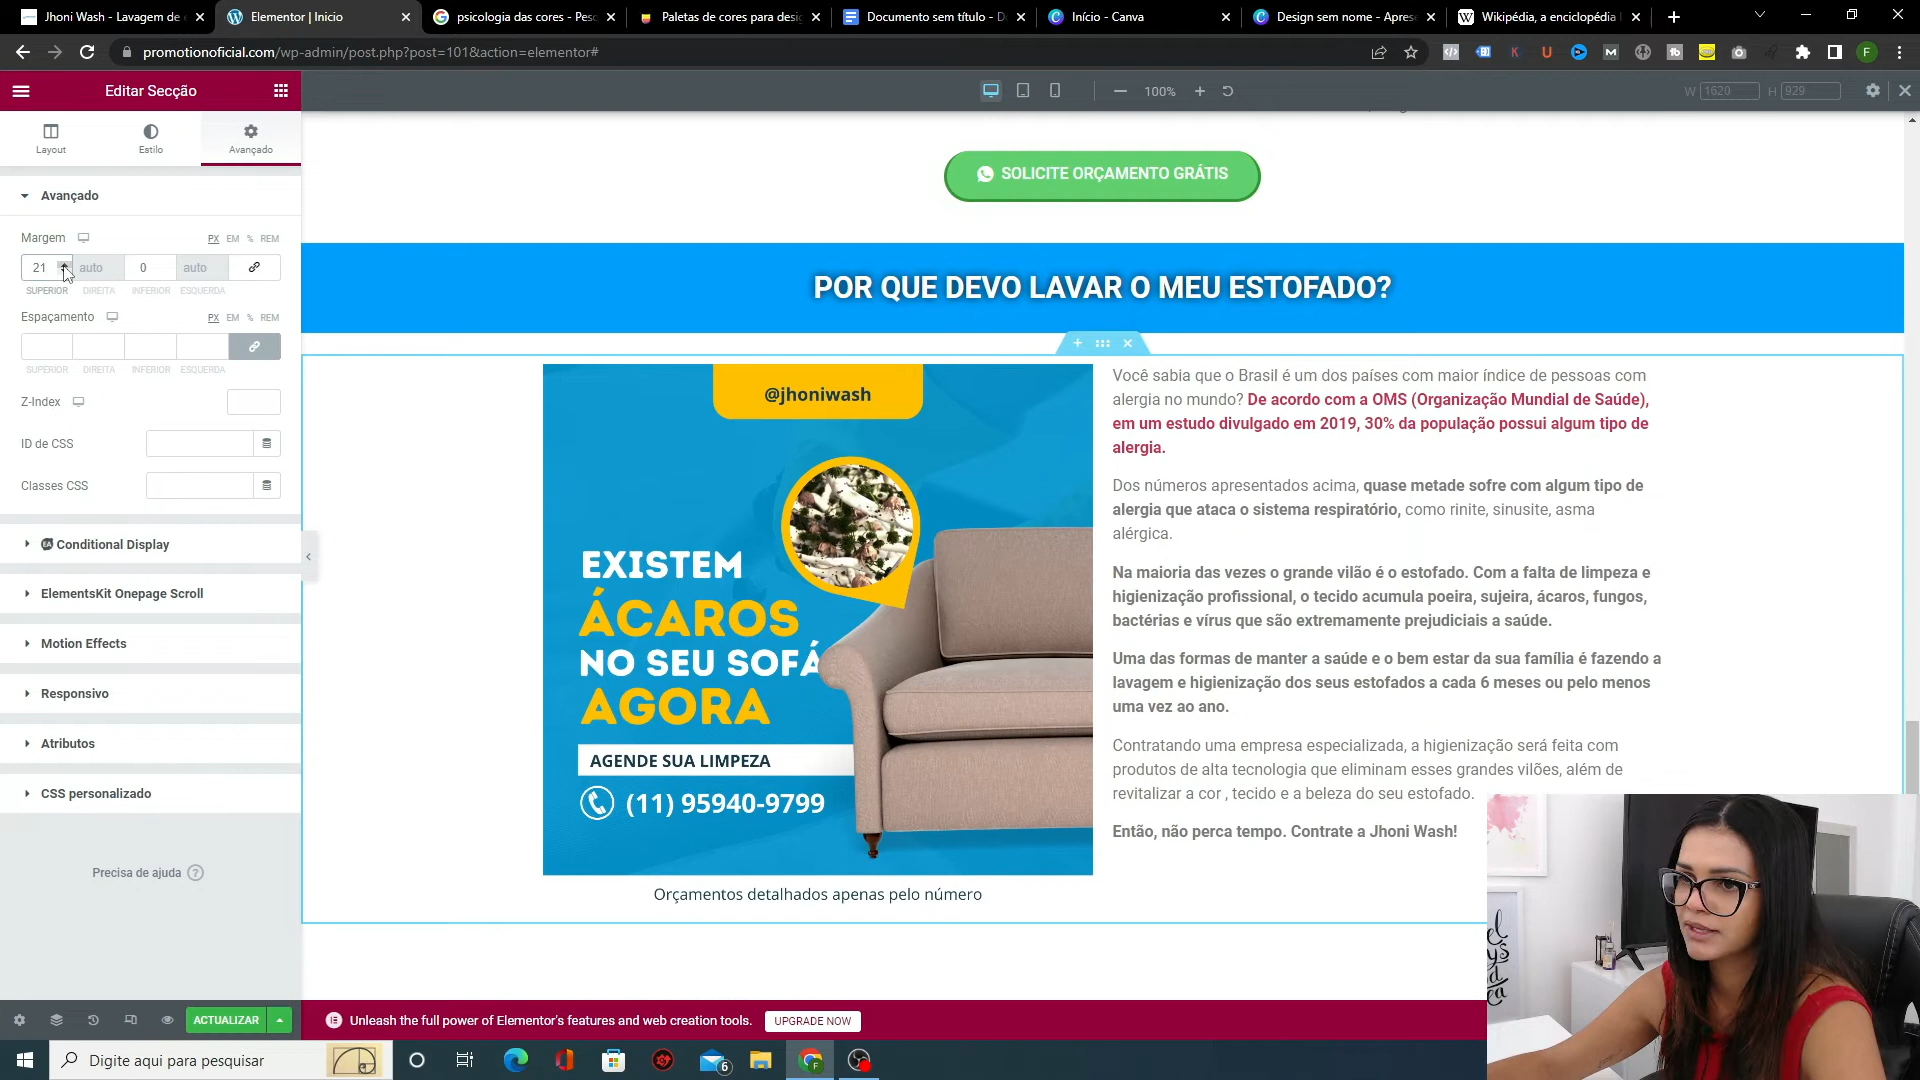 Jhoni Wash - Lavagem de
Elementor | Inicio
psicologia das cores - Pes
Paletas de cores para desi
Documento sem título - D
Início - Canva
Design sem nome - Apres
Wikipédia, a enciclopédia
promotionoficial.com/wp-admin/post.php?post=101&action=elementor#
Editar Secção
100%
W 1620 H 929
Layout Estilo Avançado
Avançado
Margem PX EM % REM
21 auto 0 auto
SUPERIOR DIREITA INFERIOR ESQUERDA
Espaçamento PX EM % REM
SUPERIOR DIREITA INFERIOR ESQUERDA
Z-Index
ID de CSS
Classes CSS
Conditional Display
ElementsKit Onepage Scroll
Motion Effects
Responsivo
Atributos
CSS personalizado
Precisa de ajuda ?
ACTUALIZAR
SOLICITE ORÇAMENTO GRÁTIS
POR QUE DEVO LAVAR O MEU ESTOFADO?
@jhoniwash
EXISTEM
ÁCAROS
NO SEU SOFÁ
AGORA
AGENDE SUA LIMPEZA
(11) 95940-9799
Orçamentos detalhados apenas pelo número
Você sabia que o Brasil é um dos países com maior índice de pessoas com
alergia no mundo? De acordo com a OMS (Organização Mundial de Saúde),
em um estudo divulgado em 2019, 30% da população possui algum tipo de
alergia.
Dos números apresentados acima, quase metade sofre com algum tipo de
alergia que ataca o sistema respiratório, como rinite, sinusite, asma
alérgica.
Na maioria das vezes o grande vilão é o estofado. Com a falta de limpeza e
higienização profissional, o tecido acumula poeira, sujeira, ácaros, fungos,
bactérias e vírus que são extremamente prejudiciais a saúde.
Uma das formas de manter a saúde e o bem estar da sua família é fazendo a
lavagem e higienização dos seus estofados a cada 6 meses ou pelo menos
uma vez ao ano.
Contratando uma empresa especializada, a higienização será feita com
produtos de alta tecnologia que eliminam esses grandes vilões, além de
revitalizar a cor , tecido e a beleza do seu estofado.
Então, não perca tempo. Contrate a Jhoni Wash!
Unleash the full power of Elementor's features and web creation tools. UPGRADE NOW
Digite aqui para pesquisar
6